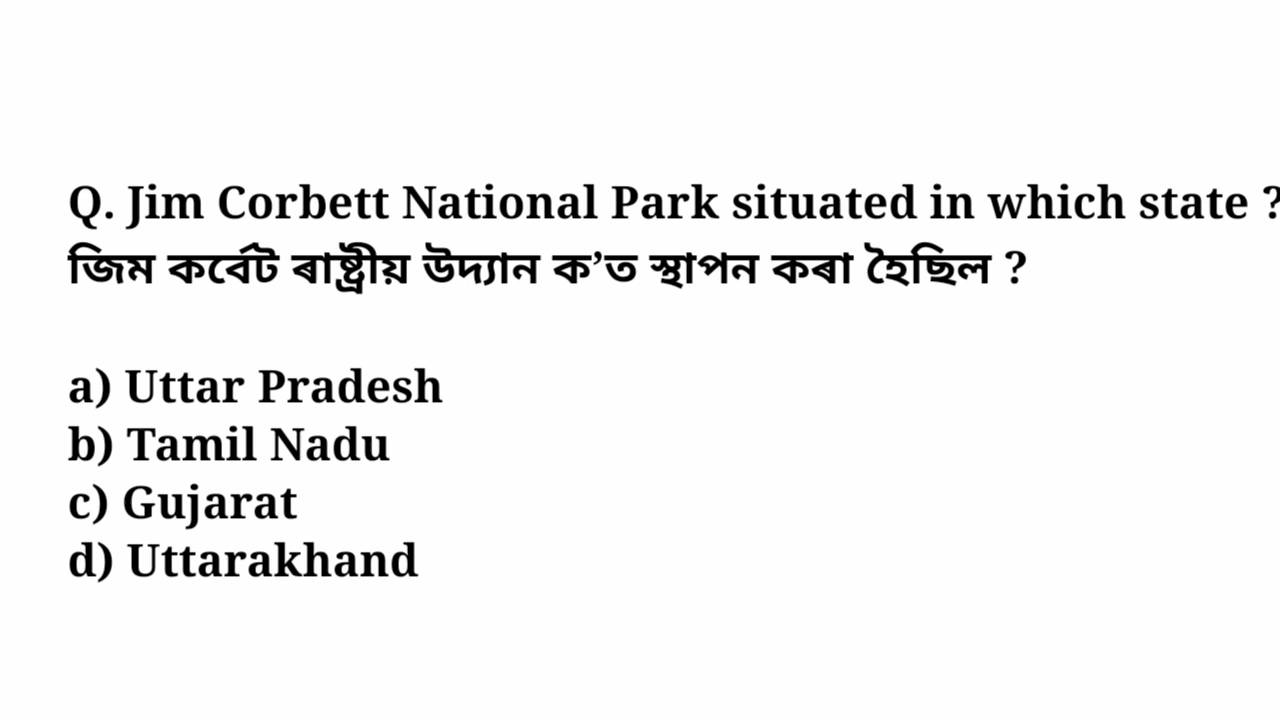 Q. Jim Corbett National Park situated in which state ?
জিম কৰ্বেট ৰাষ্ট্ৰীয় উদ্যান ক’ত স্থাপন কৰা হৈছিল ?
a) Uttar Pradesh
b) Tamil Nadu
c) Gujarat
d) Uttarakhand